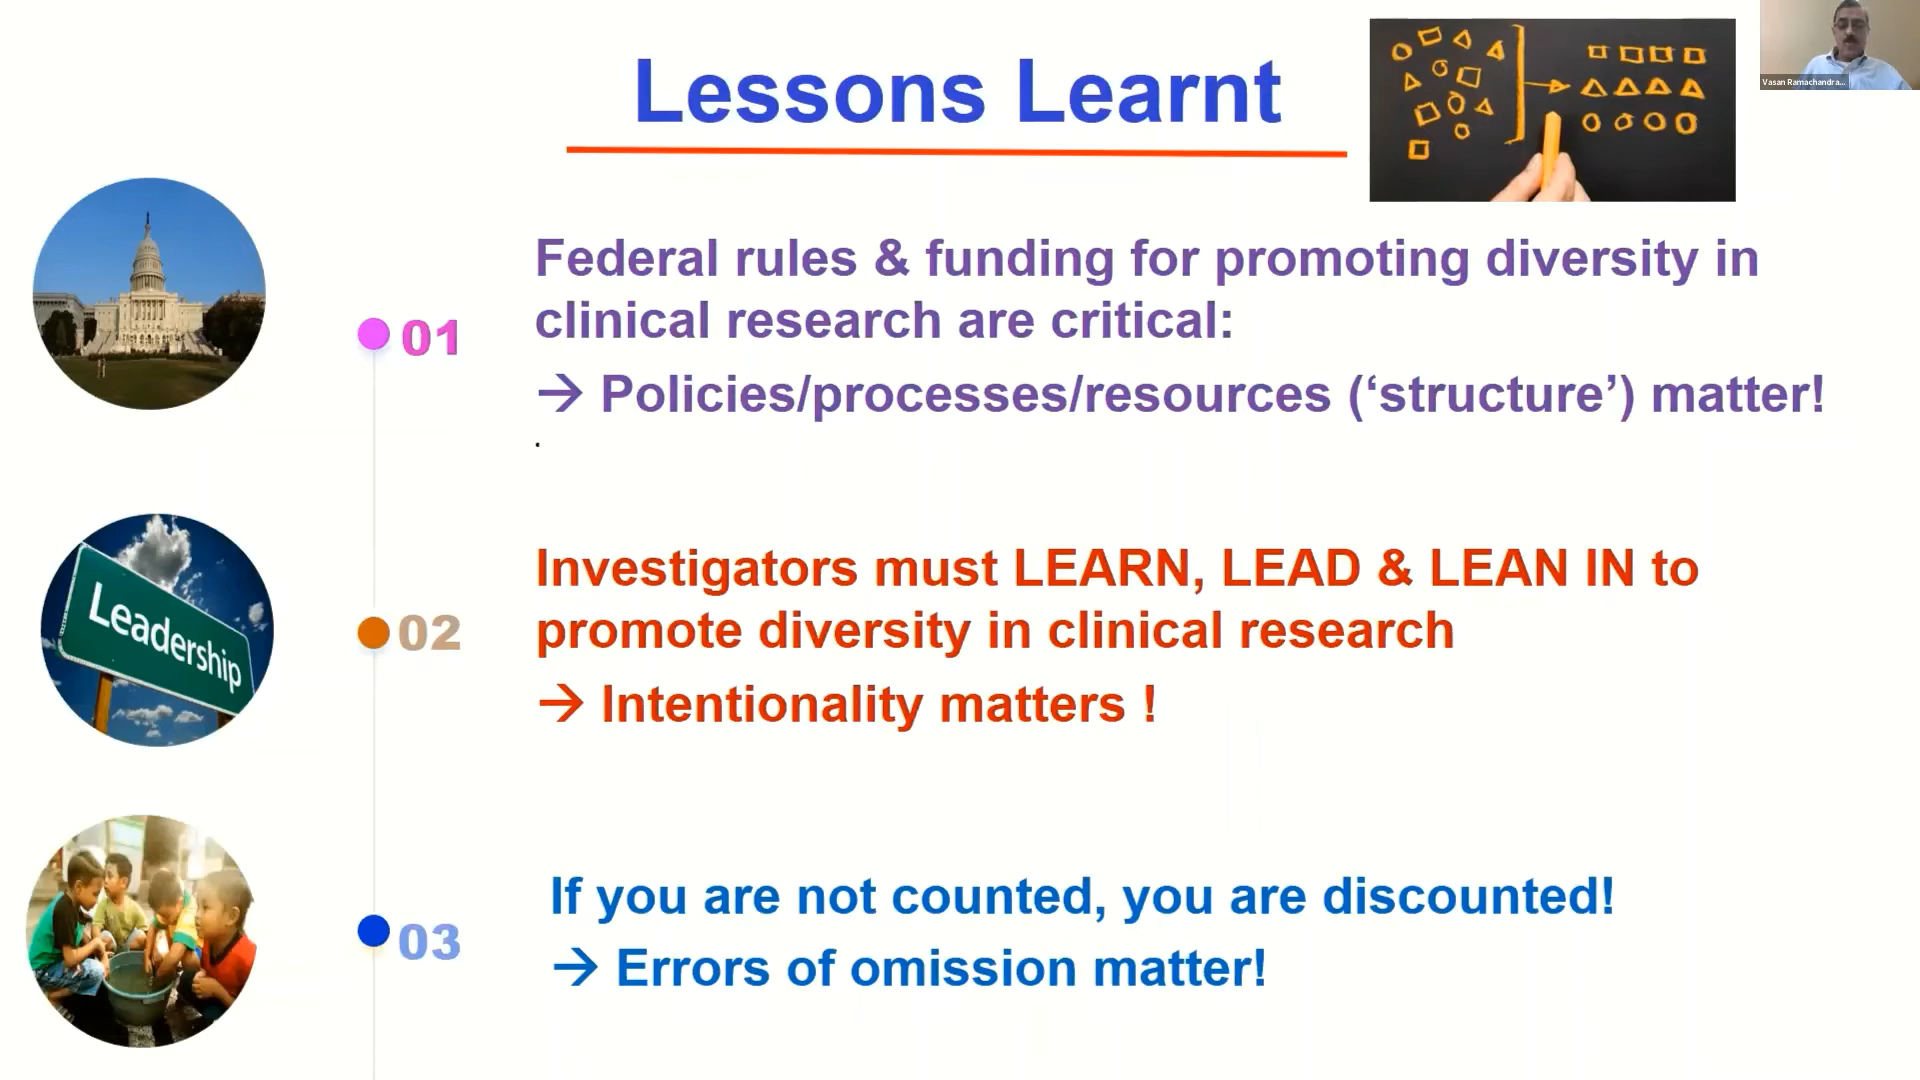 Lessons Learnt
Vasan Ramachandra...
01
Federal rules & funding for promoting diversity in
clinical research are critical:
→ Policies/processes/resources (‘structure’) matter!
.
Leadership
02
Investigators must LEARN, LEAD & LEAN IN to
promote diversity in clinical research
→ Intentionality matters !
03
If you are not counted, you are discounted!
→ Errors of omission matter!